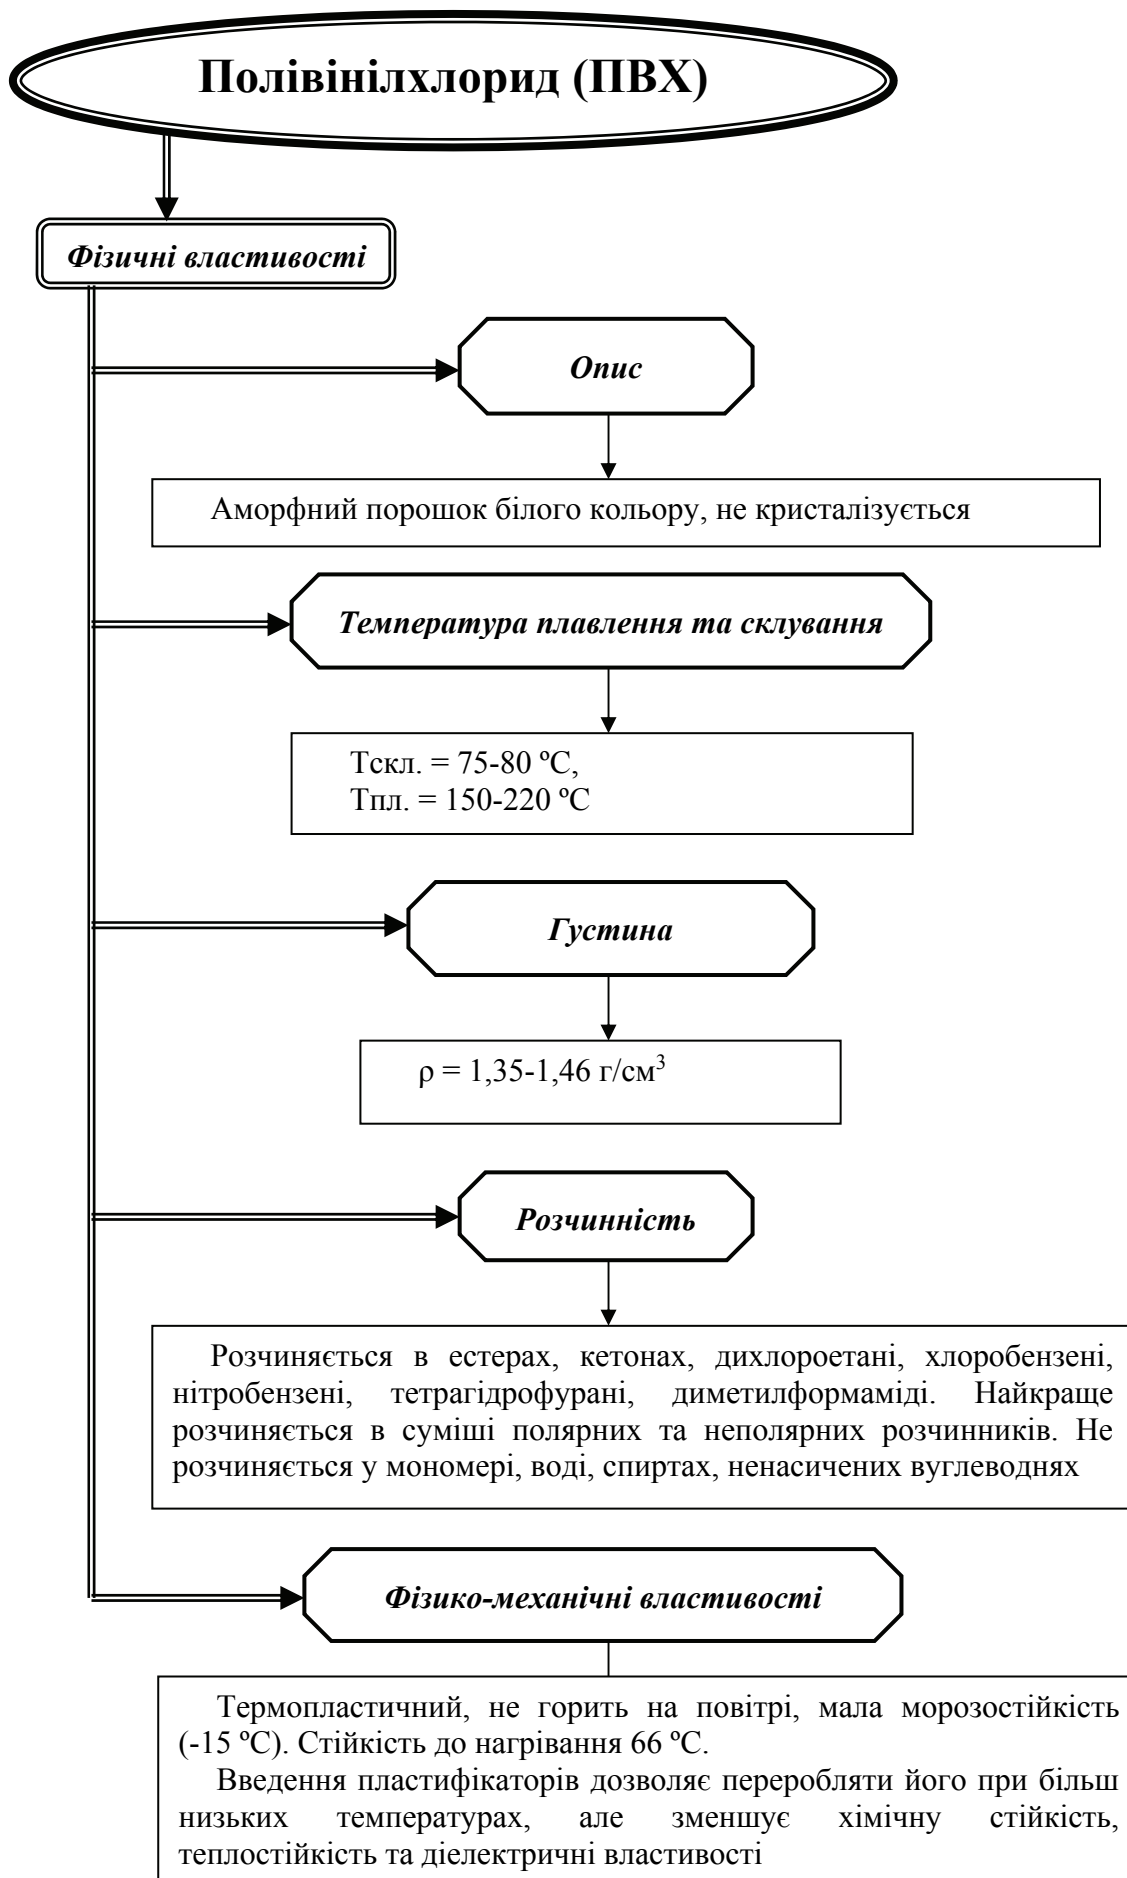 Полівінілхлорид (ПВХ)
Фізичні властивості
Опис
Аморфний порошок білого кольору, не кристалізується
Температура плавлення та склування
Тскл. = 75-80 ºС,
Тпл. = 150-220 ºС
Густина
ρ = 1,35-1,46 г/см³
Розчинність
Розчиняється в естерах, кетонах, дихлороетані, хлоробензені,
нітробензені, тетрагідрофурані, диметилформаміді. Найкраще
розчиняється в суміші полярних та неполярних розчинників. Не
розчиняється у мономері, воді, спиртах, ненасичених вуглеводнях
Фізико-механічні властивості
Термопластичний, не горить на повітрі, мала морозостійкість
(-15 ºС). Стійкість до нагрівання 66 ºС.
Введення пластифікаторів дозволяє переробляти його при більш
низьких температурах, але зменшує хімічну стійкість,
теплостійкість та діелектричні властивості